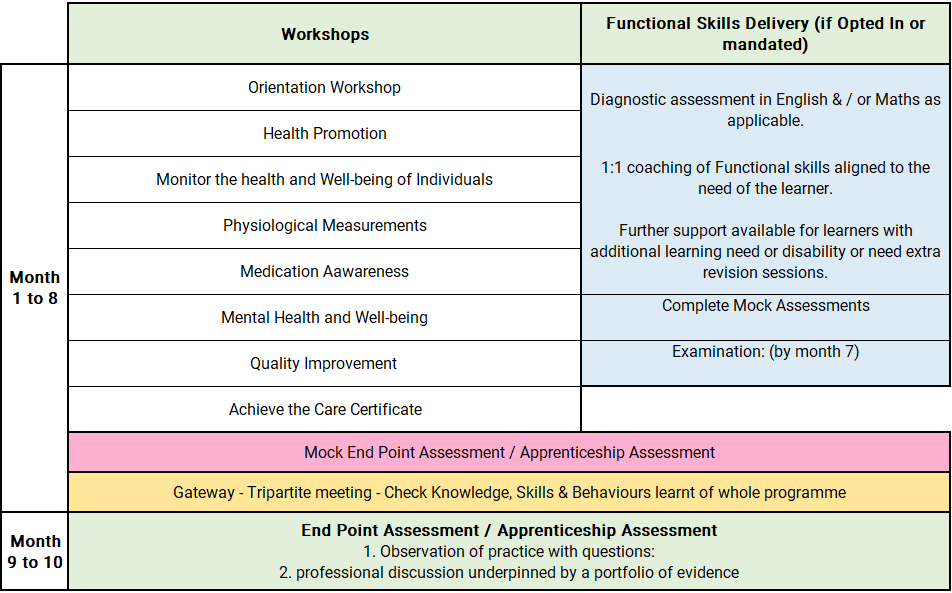 Workshops
Functional Skills Delivery (if Opted In or
mandated)
Month
1 to 8
Orientation Workshop
Health Promotion
Monitor the health and Well-being of Individuals
Physiological Measurements
Medication Aawareness
Mental Health and Well-being
Quality Improvement
Achieve the Care Certificate
Diagnostic assessment in English & / or Maths as
applicable.
1:1 coaching of Functional skills aligned to the
need of the learner.
Further support available for learners with
additional learning need or disability or need extra
revision sessions.
Complete Mock Assessments
Examination: (by month 7)
Mock End Point Assessment / Apprenticeship Assessment
Gateway - Tripartite meeting - Check Knowledge, Skills & Behaviours learnt of whole programme
Month
9 to 10
End Point Assessment / Apprenticeship Assessment
1. Observation of practice with questions:
2. professional discussion underpinned by a portfolio of evidence